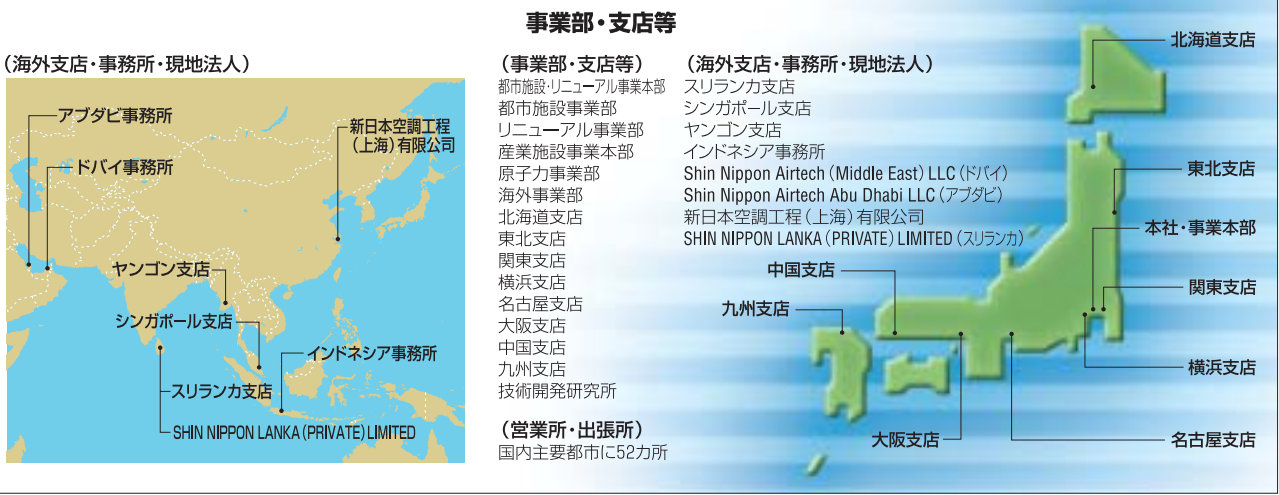 事業部・支店等
（海外支店・事務所・現地法人）
アブダビ事務所
ドバイ事務所
新日本空調工程
（上海）有限公司
ヤンゴン支店
シンガポール支店
インドネシア事務所
スリランカ支店
SHIN NIPPON LANKA (PRIVATE) LIMITED
（事業部・支店等）
都市施設・リニューアル事業本部
都市施設事業部
リニューアル事業部
産業施設事業本部
原子力事業部
海外事業部
北海道支店
東北支店
関東支店
横浜支店
名古屋支店
大阪支店
中国支店
九州支店
技術開発研究所
（営業所・出張所）
国内主要都市に52カ所
（海外支店・事務所・現地法人）
スリランカ支店
シンガポール支店
ヤンゴン支店
インドネシア事務所
Shin Nippon Airtech (Middle East) LLC (ドバイ)
Shin Nippon Airtech Abu Dhabi LLC (アブダビ)
新日本空調工程（上海）有限公司
SHIN NIPPON LANKA (PRIVATE) LIMITED (スリランカ)
北海道支店
東北支店
本社・事業本部
中国支店
関東支店
九州支店
横浜支店
大阪支店
名古屋支店